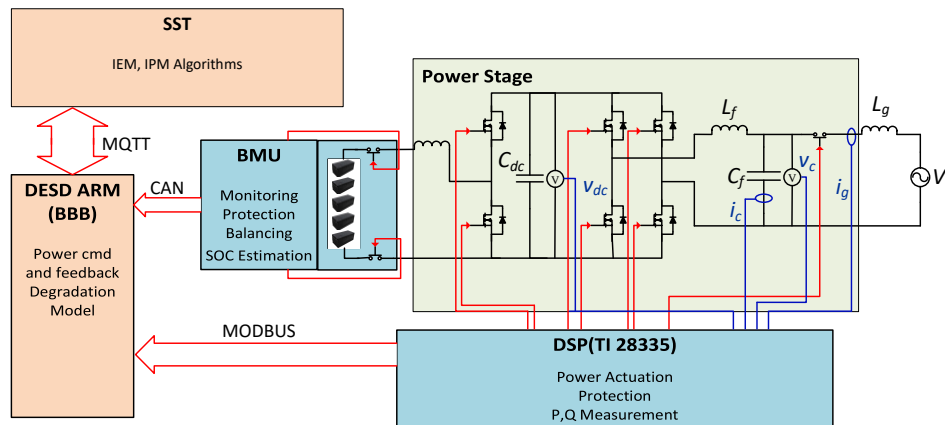 SST
IEM, IPM Algorithms
MQTT
DESD ARM
(BBB)
Power cmd
and feedback
Degradation
Model
CAN
BMU
Monitoring
Protection
Balancing
SOC Estimation
MODBUS
Power Stage
C_dc
V
v_dc
L_f
C_f
V
v_c
i_c
i_g
L_g
V
DSP(TI 28335)
Power Actuation
Protection
P,Q Measurement